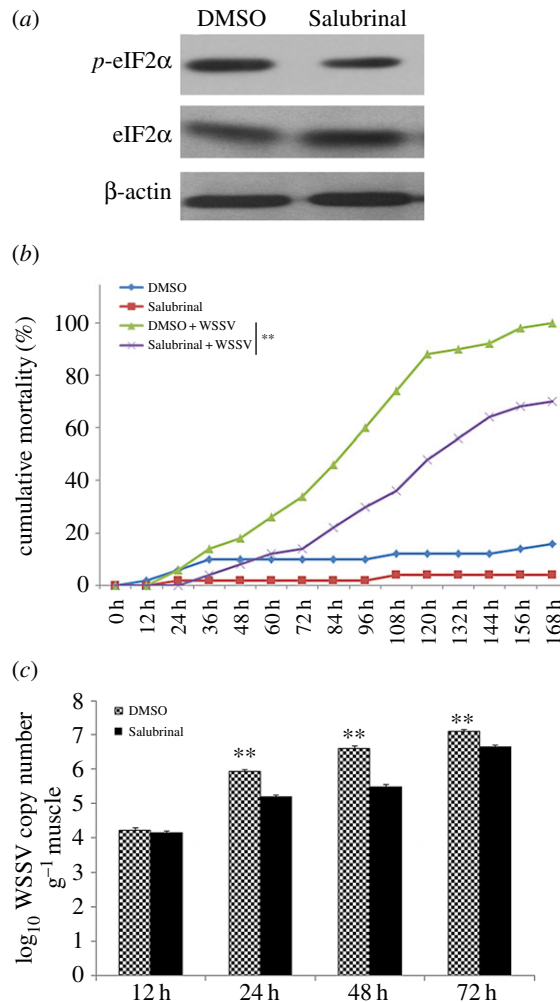 (a)
DMSO Salubrinal
p-eIF2α
eIF2α
β-actin
(b)
DMSO
Salubrinal
DMSO + WSSV
Salubrinal + WSSV
**
cumulative mortality (%)
100
80
60
40
20
0
0 h 12 h 24 h 36 h 48 h 60 h 72 h 84 h 96 h 108 h 120 h 132 h 144 h 156 h 168 h
(c)
DMSO
Salubrinal
log10 WSSV copy number
g−1 muscle
8
7
6
5
4
3
2
1
0
** ** **
12 h 24 h 48 h 72 h